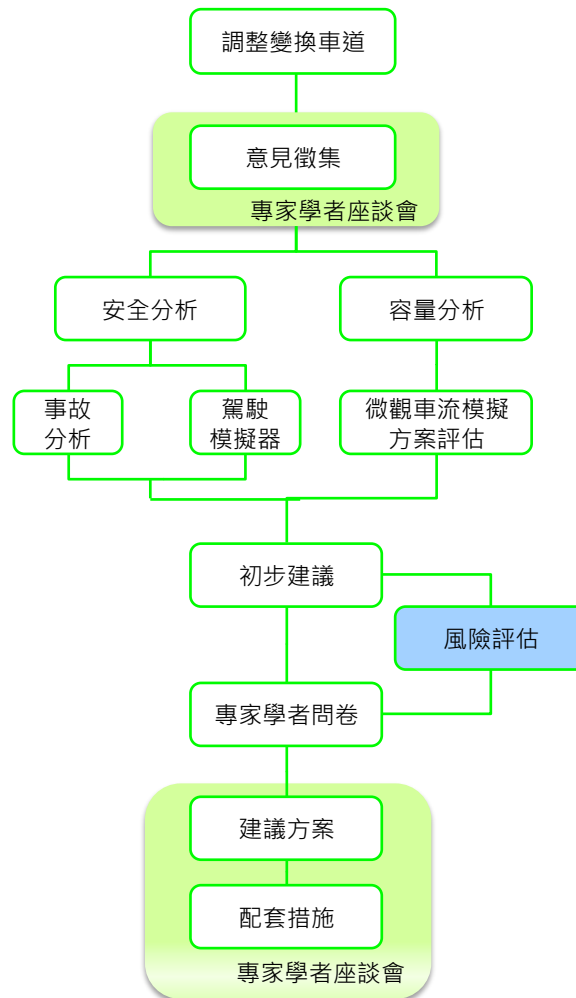 調整變換車道
意見徵集
專家學者座談會
安全分析
容量分析
事故
分析
駕駛
模擬器
微觀車流模擬
方案評估
初步建議
風險評估
專家學者問卷
建議方案
配套措施
專家學者座談會